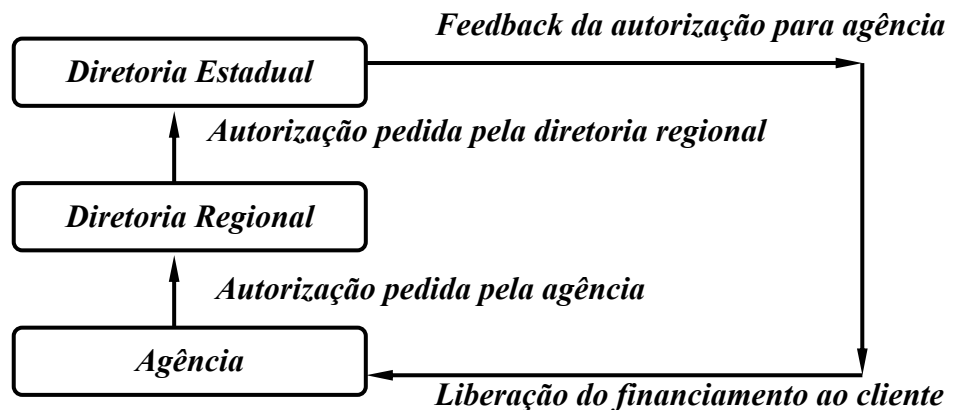 Feedback da autorização para agência
Diretoria Estadual
Autorização pedida pela diretoria regional
Diretoria Regional
Autorização pedida pela agência
Agência
Liberação do financiamento ao cliente